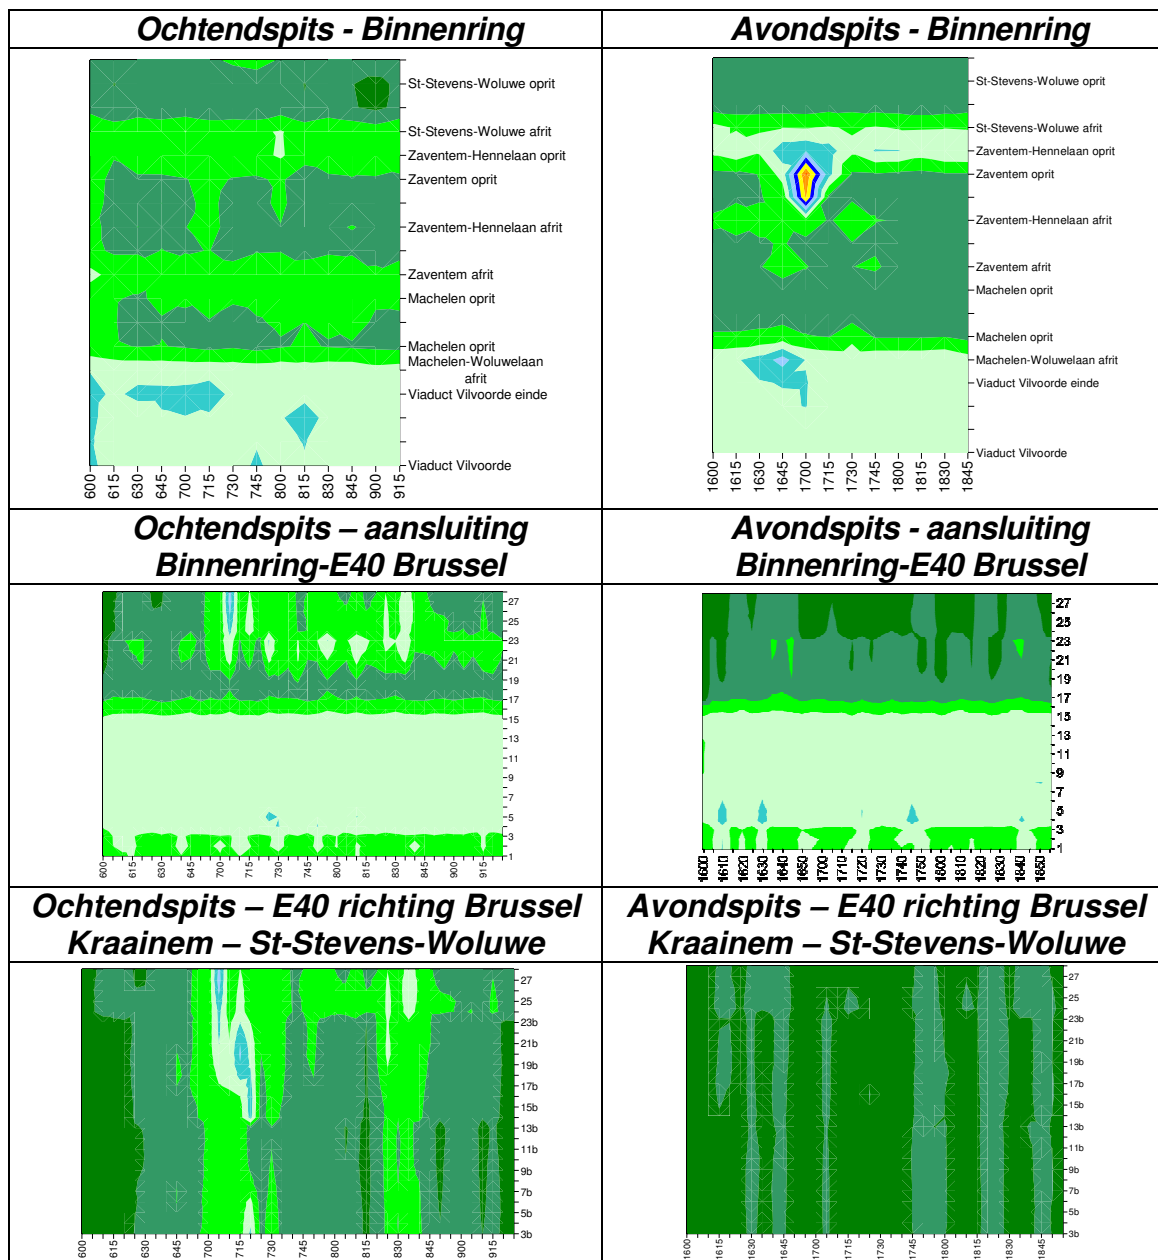 Ochtendspits - Binnenring
Avondspits - Binnenring
St-Stevens-Woluwe oprit
St-Stevens-Woluwe afrit
Zaventem-Hennelaan oprit
Zaventem oprit
Zaventem-Hennelaan afrit
Zaventem afrit
Machelen oprit
Machelen oprit
Machelen-Woluwelaan
afrit
Viaduct Vilvoorde einde
Viaduct Vilvoorde
600 615 630 645 700 715 730 745 800 815 830 845 900 915
St-Stevens-Woluwe oprit
St-Stevens-Woluwe afrit
Zaventem-Hennelaan oprit
Zaventem oprit
Zaventem-Hennelaan afrit
Zaventem afrit
Machelen oprit
Machelen oprit
Machelen-Woluwelaan afrit
Viaduct Vilvoorde einde
Viaduct Vilvoorde
1600 1615 1630 1645 1700 1715 1730 1745 1800 1815 1830 1845
Ochtendspits – aansluiting
Binnenring-E40 Brussel
Avondspits - aansluiting
Binnenring-E40 Brussel
27
25
23
21
19
17
15
13
11
9
7
5
3
1
600 615 630 645 700 715 730 745 800 815 830 845 900 915
27
25
23
21
19
17
15
13
11
9
7
5
3
1
1600 1610 1620 1630 1640 1650 1700 1710 1720 1730 1740 1750 1800 1810 1820 1830 1840 1850
Ochtendspits – E40 richting Brussel
Kraainem – St-Stevens-Woluwe
Avondspits – E40 richting Brussel
Kraainem – St-Stevens-Woluwe
27
25
23b
21b
19b
17b
15b
13b
11b
9b
7b
5b
3b
600 615 630 645 700 715 730 745 800 815 830 845 900 915
27
25
23b
21b
19b
17b
15b
13b
11b
9b
7b
5b
3b
1600 1615 1630 1645 1700 1715 1730 1745 1800 1815 1830 1845